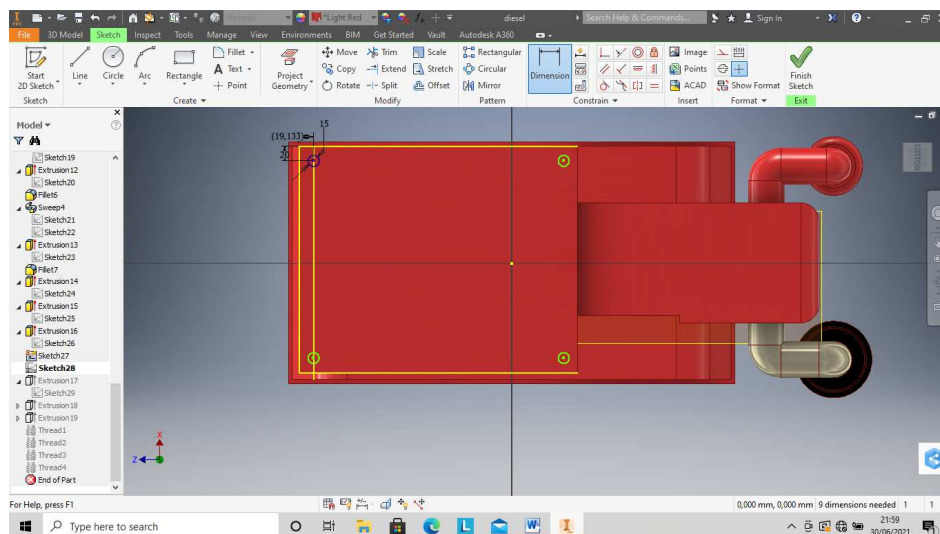 Material
*Light Red
diesel
Search Help & Commands...
Sign In
File 3D Model Sketch Inspect Tools Manage View Environments BIM Get Started Vault Autodesk A360
Start
2D Sketch
Line
Circle
Arc
Rectangle
Fillet
Text
Point
Project
Geometry
Move
Copy
Rotate
Trim
Extend
Split
Scale
Stretch
Offset
Rectangular
Circular
Mirror
Dimension
Image
Points
ACAD
Show Format
Finish
Sketch
Sketch Create Modify Pattern Constrain Insert Format Exit
Model
Sketch19
Extrusion12
Sketch20
Fillet6
Sweep4
Sketch21
Sketch22
Extrusion13
Sketch23
Fillet7
Extrusion14
Sketch24
Extrusion15
Sketch25
Extrusion16
Sketch26
Sketch27
Sketch28
Extrusion17
Sketch29
Extrusion18
Extrusion19
Thread1
Thread2
Thread3
Thread4
End of Part
15
(19,133)
20
BOTTOM
X
Z
For Help, press F1
0,000 mm, 0,000 mm 9 dimensions needed 1 1
Type here to search
21:59
30/06/2021